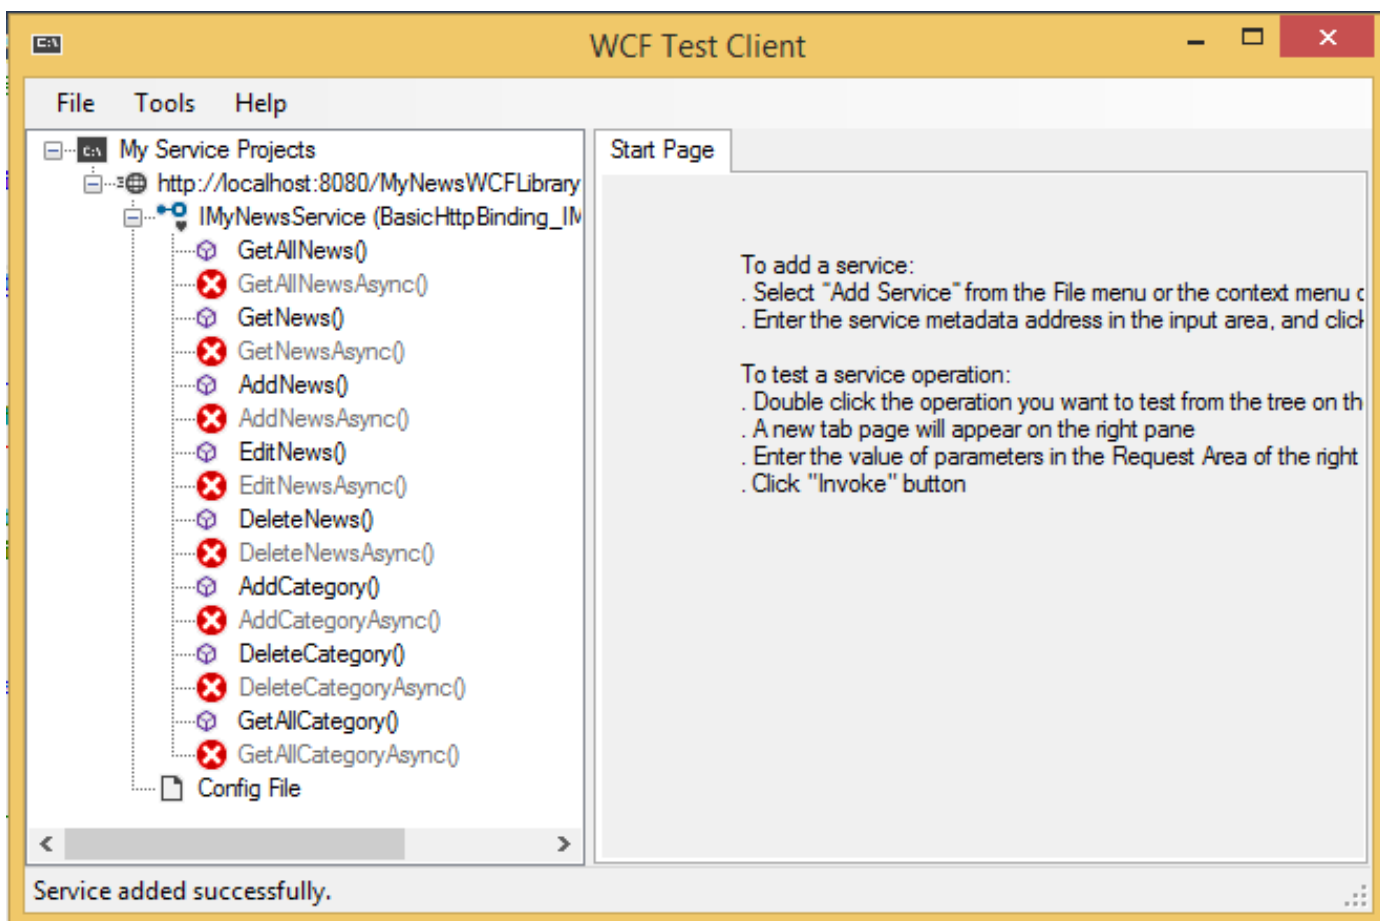 WCF Test Client
File Tools Help
My Service Projects
http://localhost:8080/MyNewsWCFLibrary
IMyNewsService (BasicHttpBinding_IM
GetAllNews()
GetAllNewsAsync()
GetNews()
GetNewsAsync()
AddNews()
AddNewsAsync()
EditNews()
EditNewsAsync()
DeleteNews()
DeleteNewsAsync()
AddCategory()
AddCategoryAsync()
DeleteCategory()
DeleteCategoryAsync()
GetAllCategory()
GetAllCategoryAsync()
Config File
Start Page
To add a service:
. Select "Add Service" from the File menu or the context menu
. Enter the service metadata address in the input area, and
To test a service operation:
. Double click the operation you want to test from the tree on
. A new tab page will appear on the right pane
. Enter the value of parameters in the Request Area of the right
. Click "Invoke" button
Service added successfully.